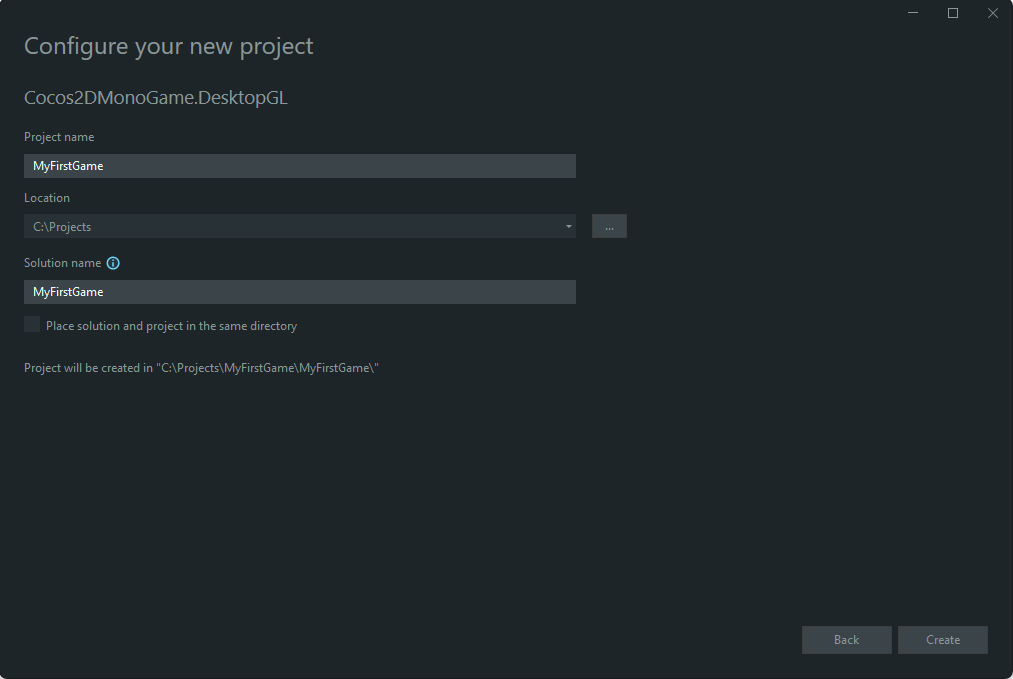 Configure your new project
Cocos2DMonoGame.DesktopGL
Project name
MyFirstGame
Location
C:\Projects
...
Solution name
MyFirstGame
Place solution and project in the same directory
Project will be created in "C:\Projects\MyFirstGame\MyFirstGame\"
Back Create